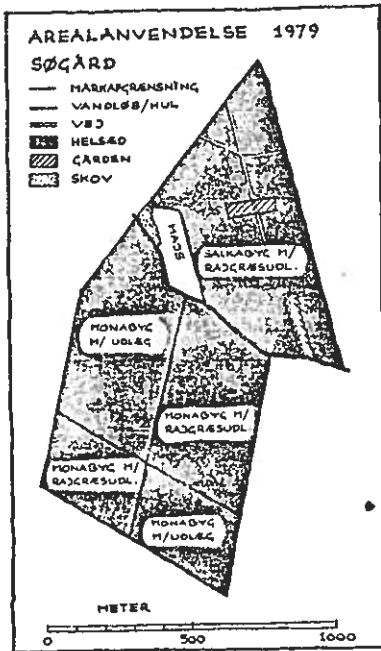 AREALANVENDELSE 1979
SØGÅRD
MARKAFGRÆNSNING
VANDLØB/HUL
VEJ
HELSÆD
GÅRDEN
SKOV
SKOV
SALKABYG M/
RAJGRÆSUDL.
MONABYG
M/ UDLÆG
MONABYG M/
RAJGRÆSUDL.
MONABYG M/
RAJGRÆSUDL.
MONABYG
M/UDLÆG
METER
0 500 1000